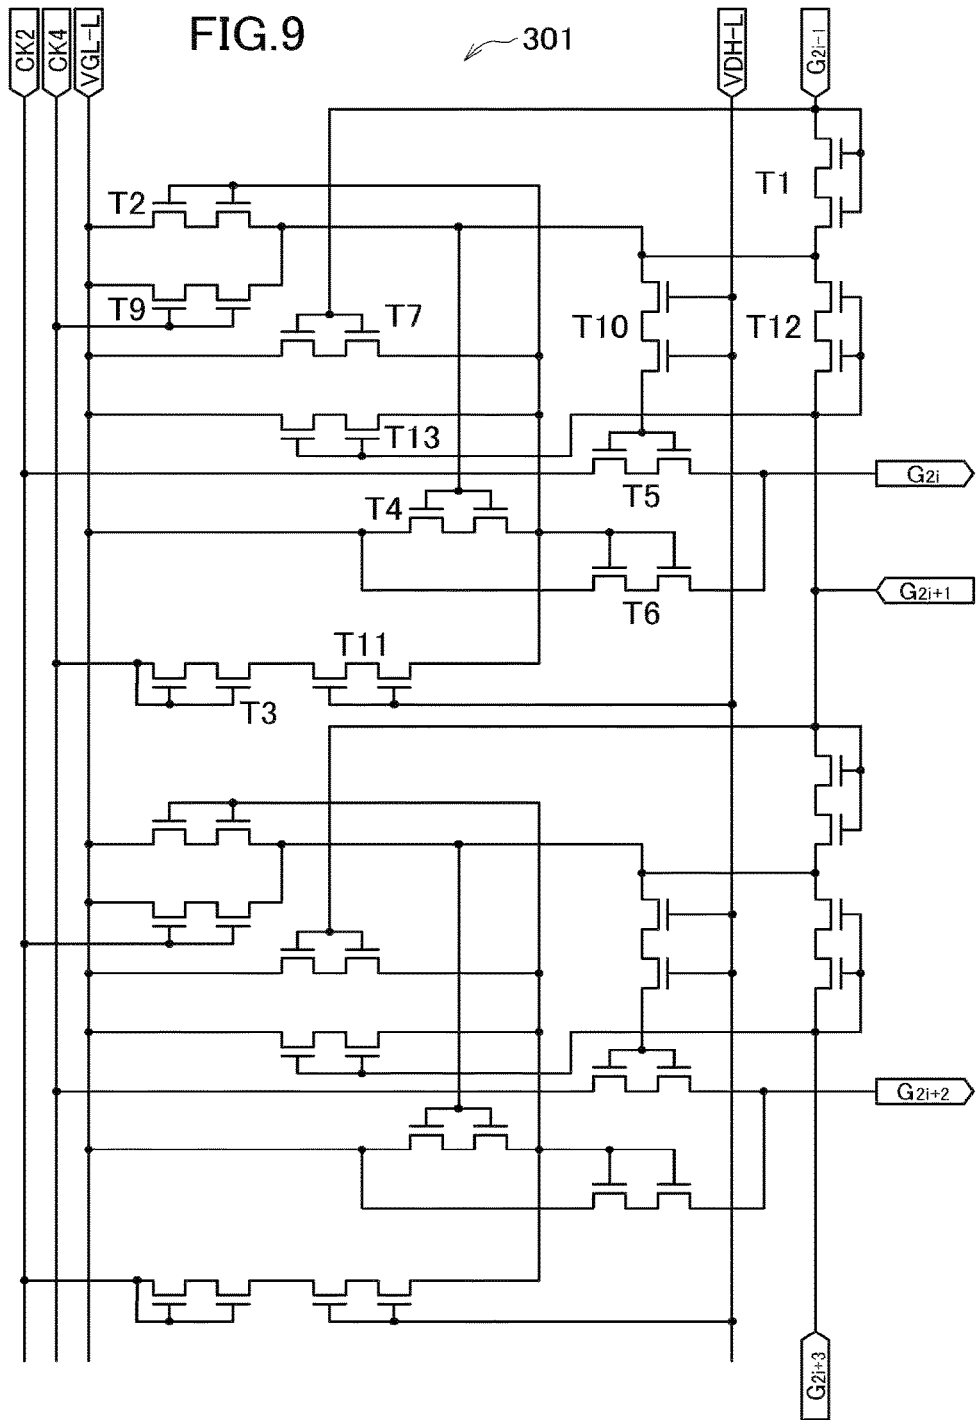 FIG.9
301
CK2
CK4
VGL-L
VDH-L
G2i-1
T1
T2
T9
T7
T10
T12
T13
G2i
T5
T4
G2i+1
T6
T11
T3
G2i+2
G2i+3